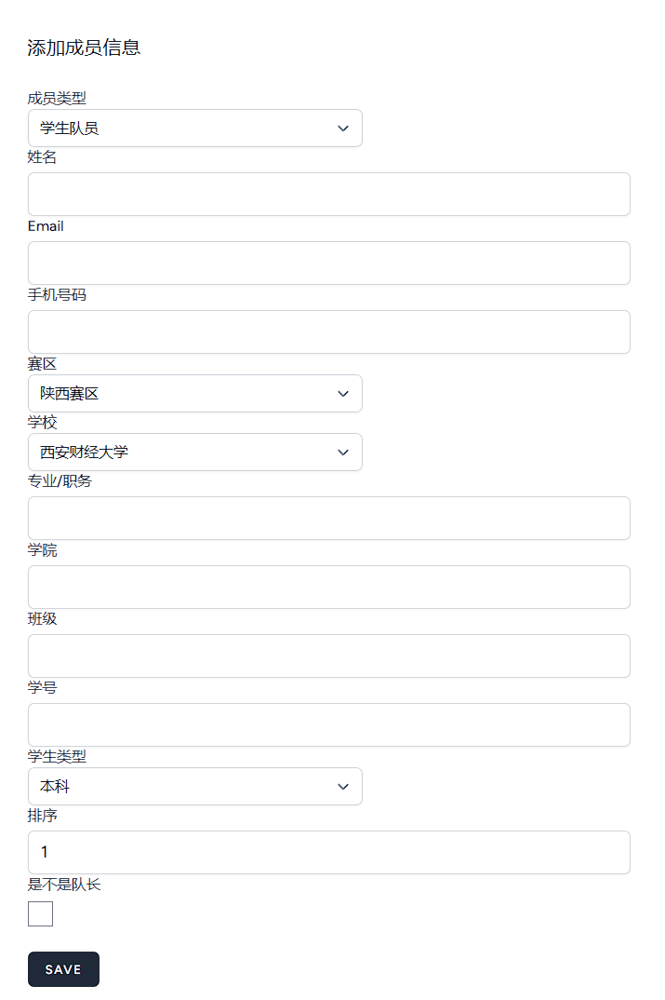 添加成员信息
成员类型
学生队员
姓名
Email
手机号码
赛区
陕西赛区
学校
西安财经大学
专业/职务
学院
班级
学号
学生类型
本科
排序
1
是不是队长
SAVE